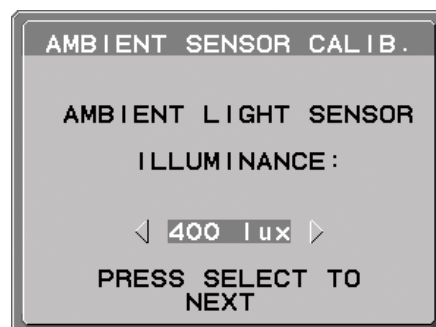 AMBIENT SENSOR CALIB.
AMBIENT LIGHT SENSOR
ILLUMINANCE:
400 lux
PRESS SELECT TO
NEXT